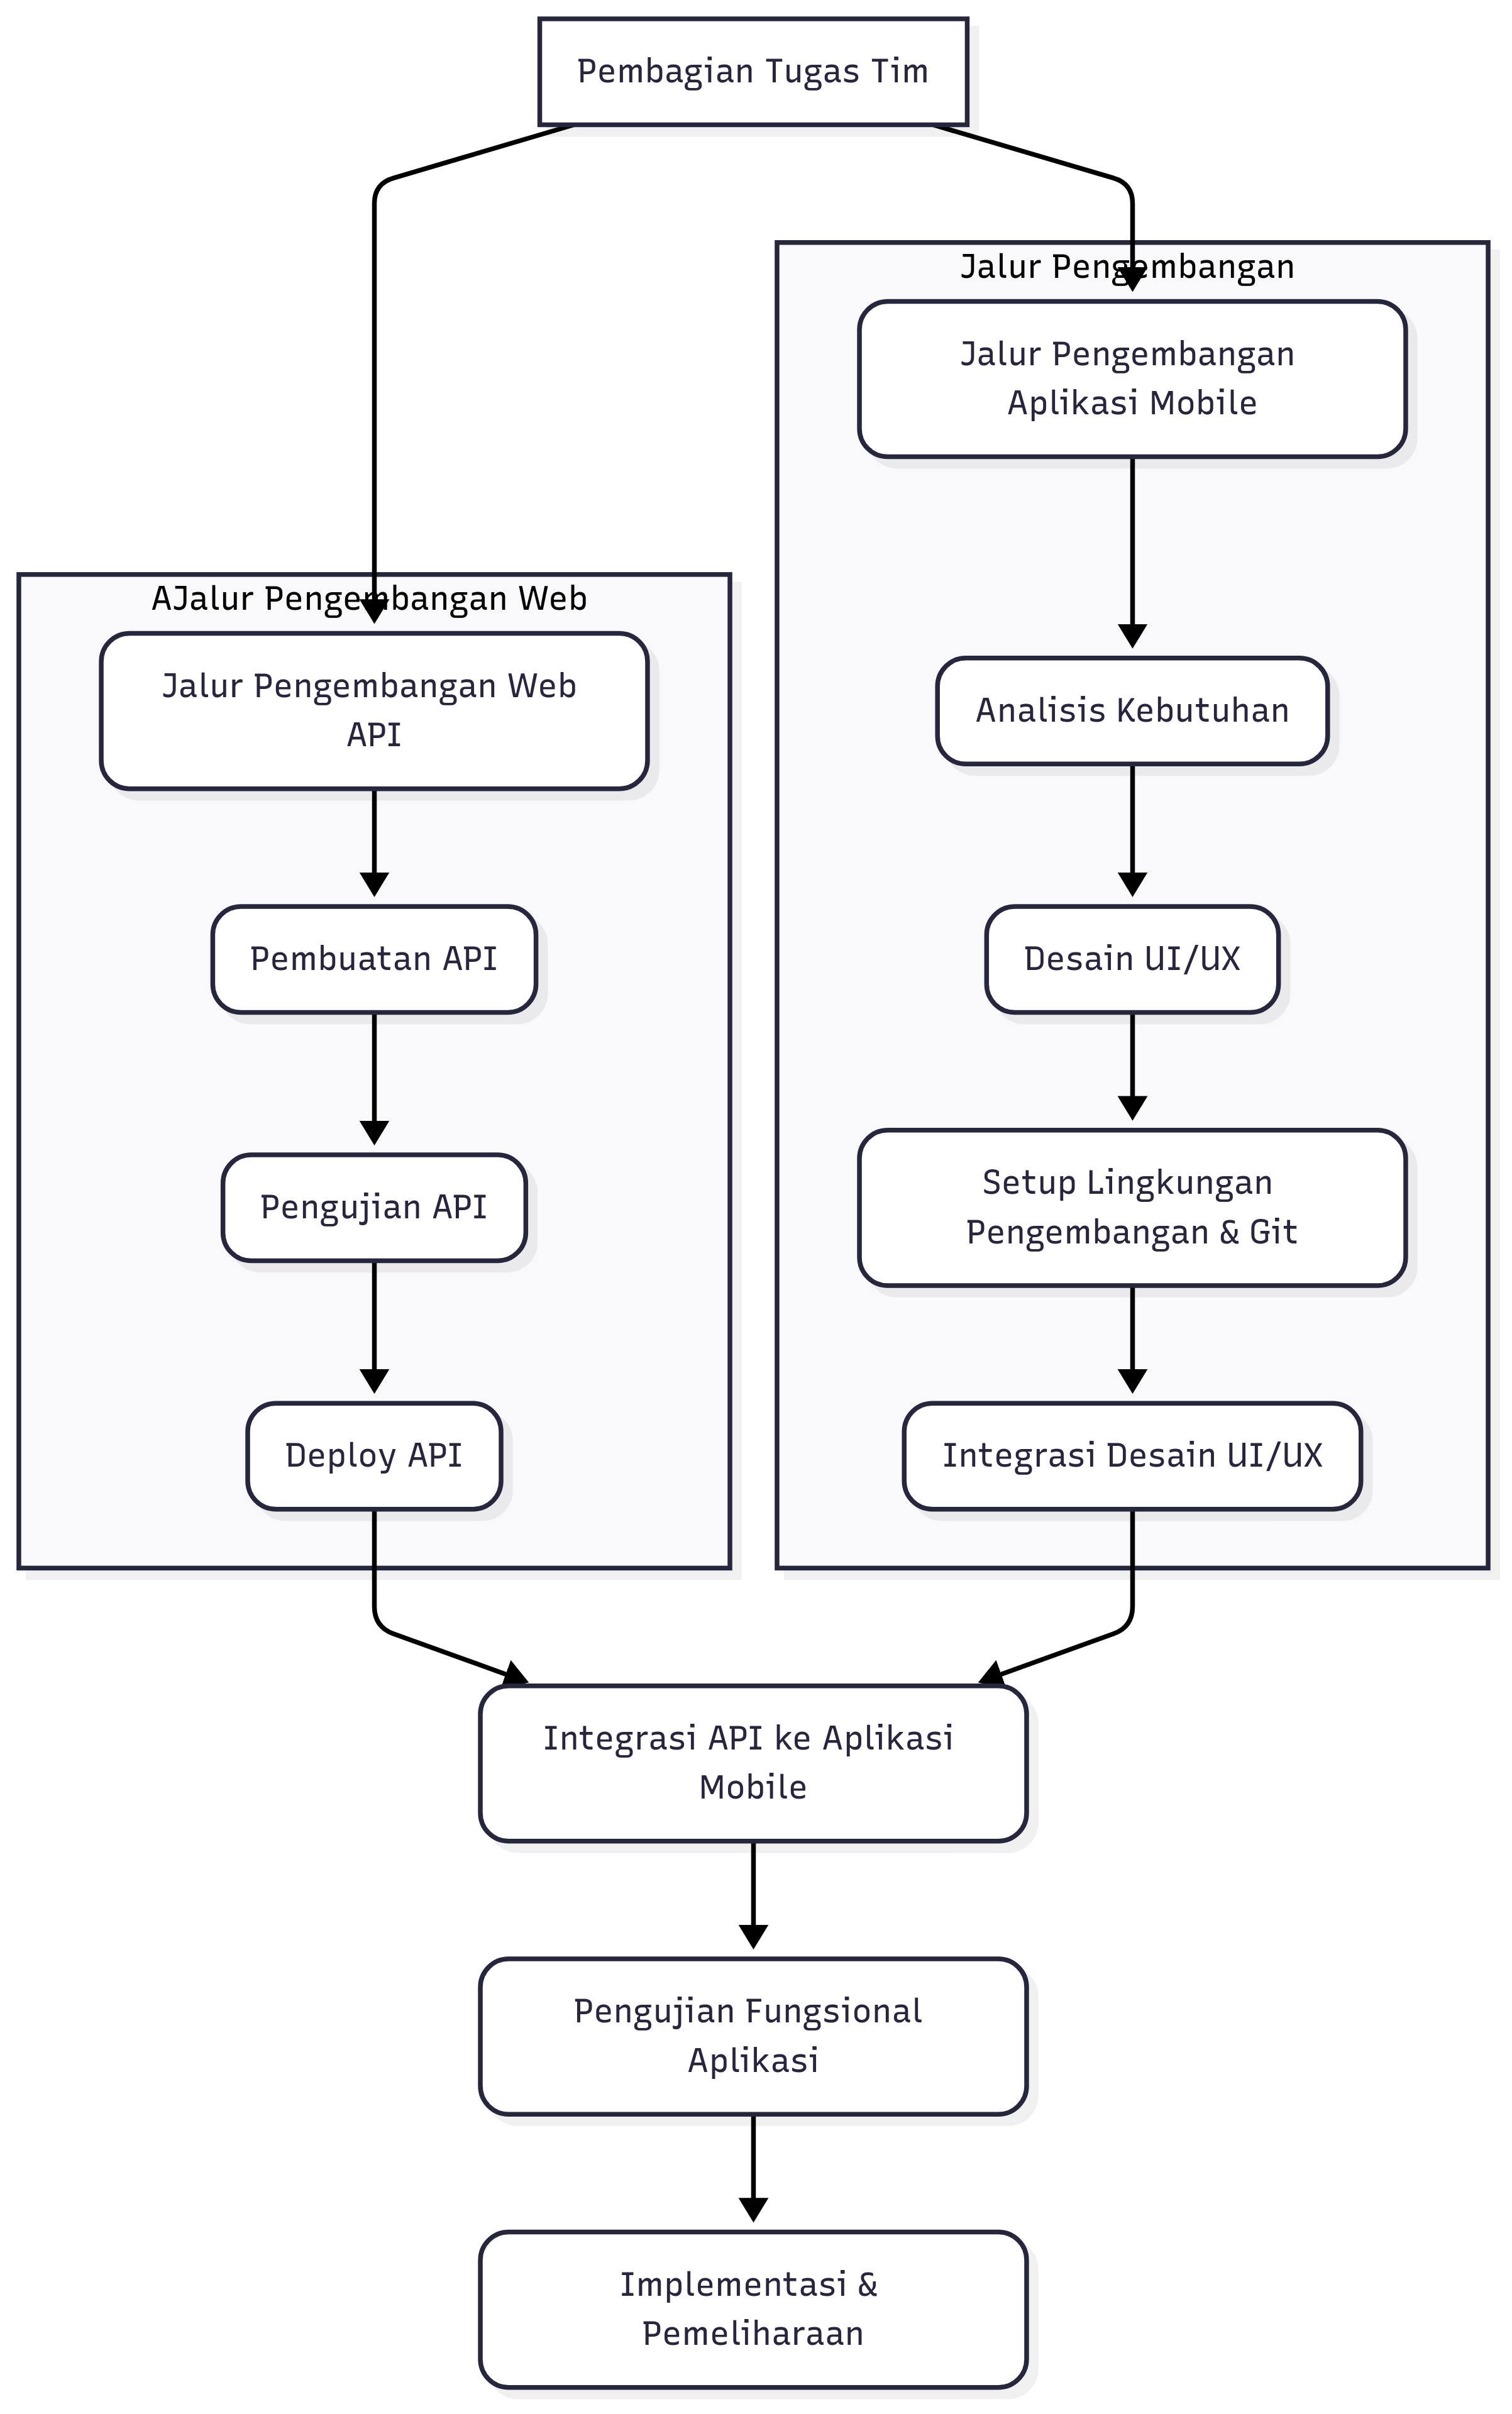 Pembagian Tugas Tim
Jalur Pengembangan
Jalur Pengembangan
Aplikasi Mobile
AJalur Pengembangan Web
Jalur Pengembangan Web
API
Analisis Kebutuhan
Pembuatan API
Desain UI/UX
Pengujian API
Setup Lingkungan
Pengembangan & Git
Deploy API
Integrasi Desain UI/UX
Integrasi API ke Aplikasi
Mobile
Pengujian Fungsional
Aplikasi
Implementasi &
Pemeliharaan